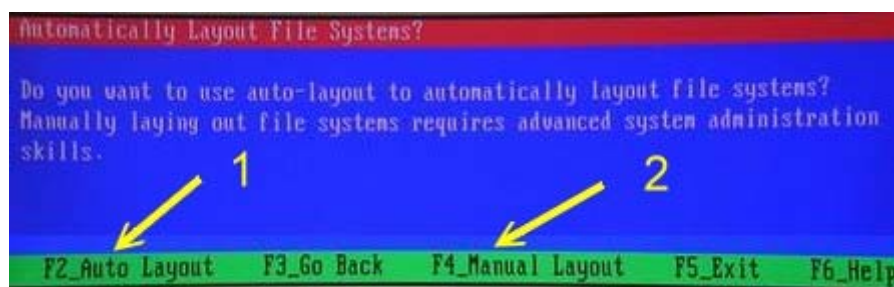 Automatically Layout File Systems?
Do you want to use auto-layout to automatically layout file systems?
Manually laying out file systems requires advanced system administration
skills.
1
2
F2_Auto Layout F3_Go Back F4_Manual Layout F5_Exit F6_Help